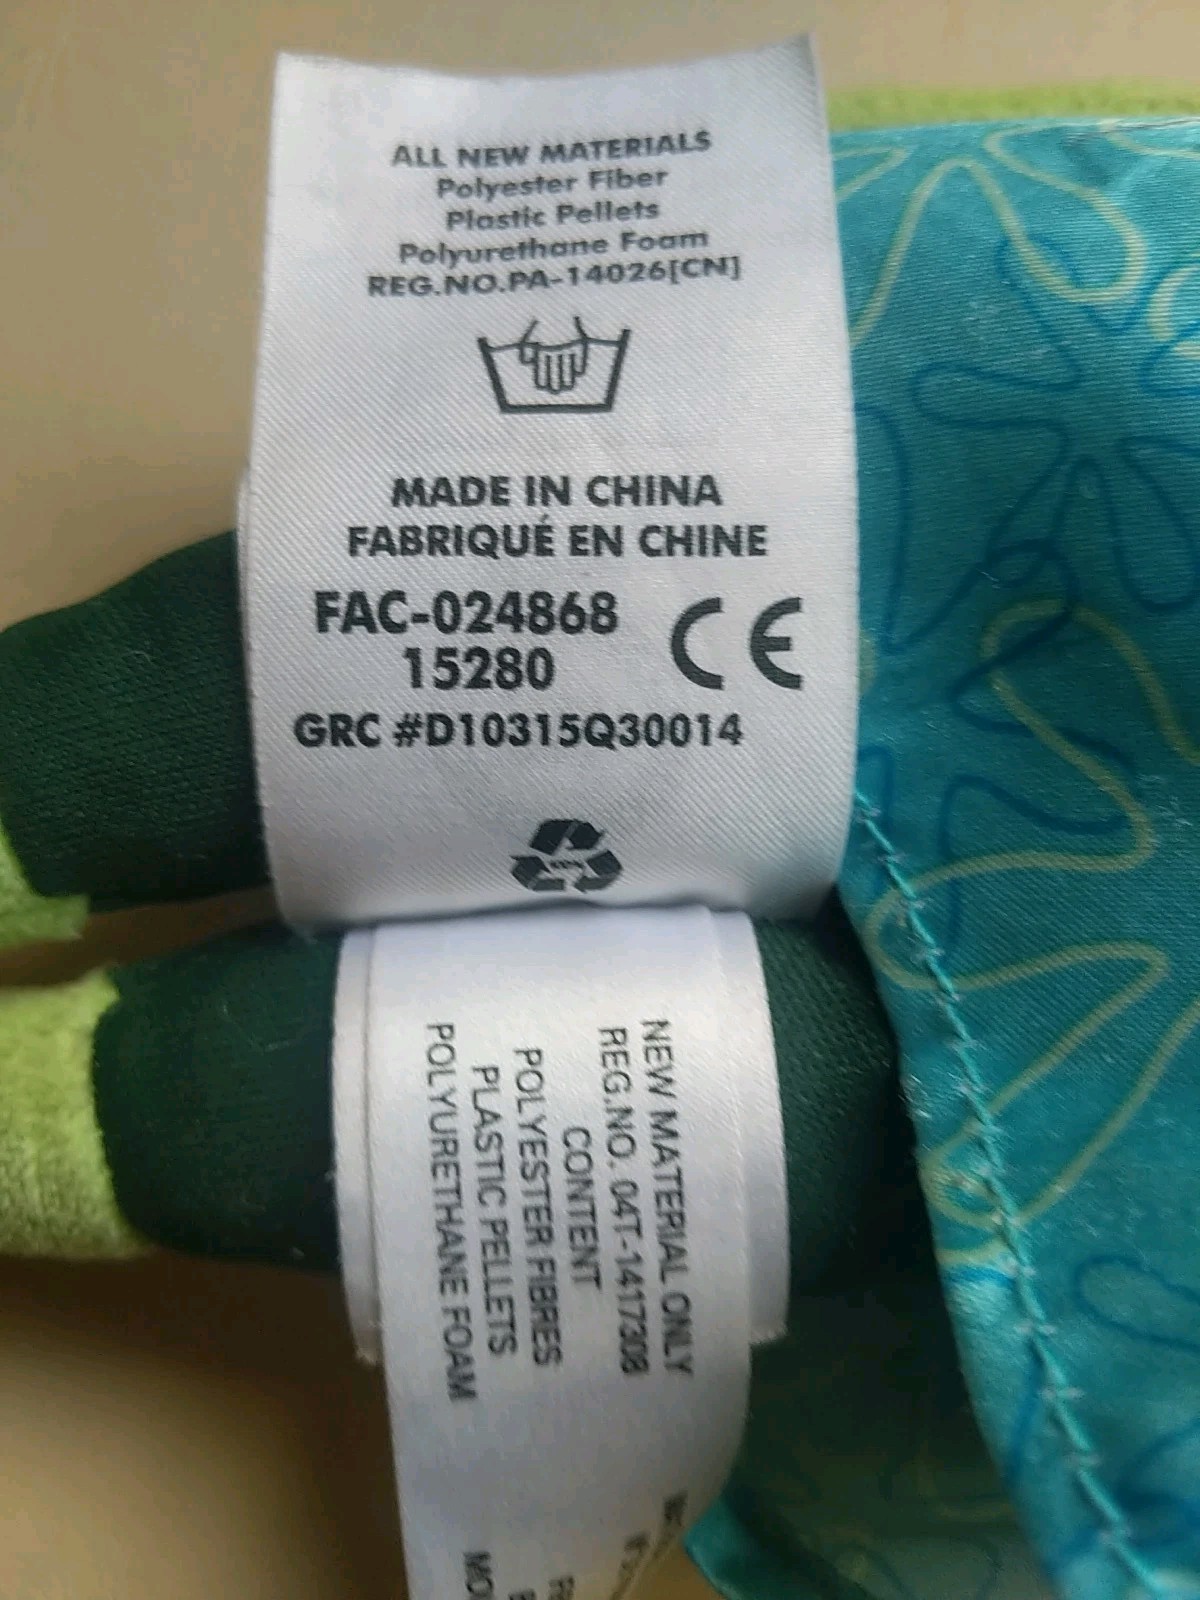 ALL NEW MATERIALS
Polyester Fiber
Plastic Pellets
Polyurethane Foam
REG.NO.PA-14026[CN]
MADE IN CHINA
FABRIQUÉ EN CHINE
FAC-024868
15280
CE
GRC #D10315Q30014
NEW MATERIAL ONLY
REG.NO. 04T-1417308
CONTENT
POLYESTER FIBRES
PLASTIC PELLETS
POLYURETHANE FOAM